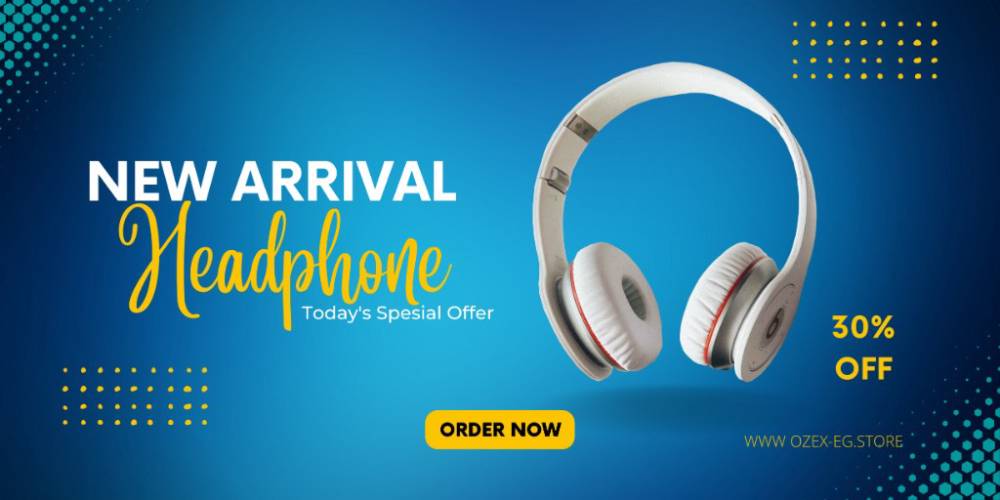 NEW ARRIVAL
Headphone
Today's Spesial Offer
30%
OFF
ORDER NOW
WWW OZEX-EG.STORE